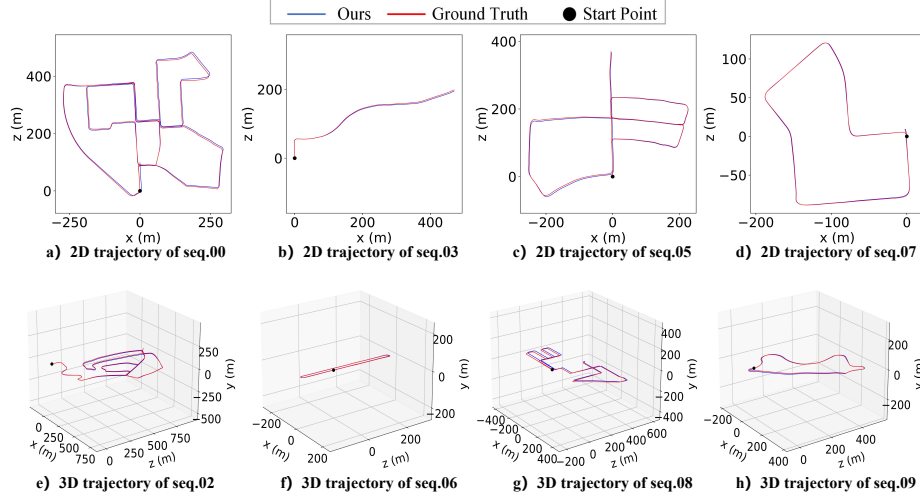 Ours Ground Truth Start Point
400
200
0
z (m)
−250 0 250
x (m)
a) 2D trajectory of seq.00
200
0
z (m)
0 200 400
x (m)
b) 2D trajectory of seq.03
400
200
0
z (m)
−200 0 200
x (m)
c) 2D trajectory of seq.05
100
50
0
−50
z (m)
−200 −100 0
x (m)
d) 2D trajectory of seq.07
250
0
−250
−500
y (m)
0
250
500
750
x (m)
0
250
500
750
z (m)
e) 3D trajectory of seq.02
200
0
−200
y (m)
−200
0
200
x (m)
−200
0
200
z (m)
f) 3D trajectory of seq.06
400
200
0
−200
−400
y (m)
−400
−200
0
200
400
x (m)
−200
0
200
400
600
z (m)
g) 3D trajectory of seq.08
200
0
−200
y (m)
−400
−200
0
200
400
x (m)
0
200
400
z (m)
h) 3D trajectory of seq.09